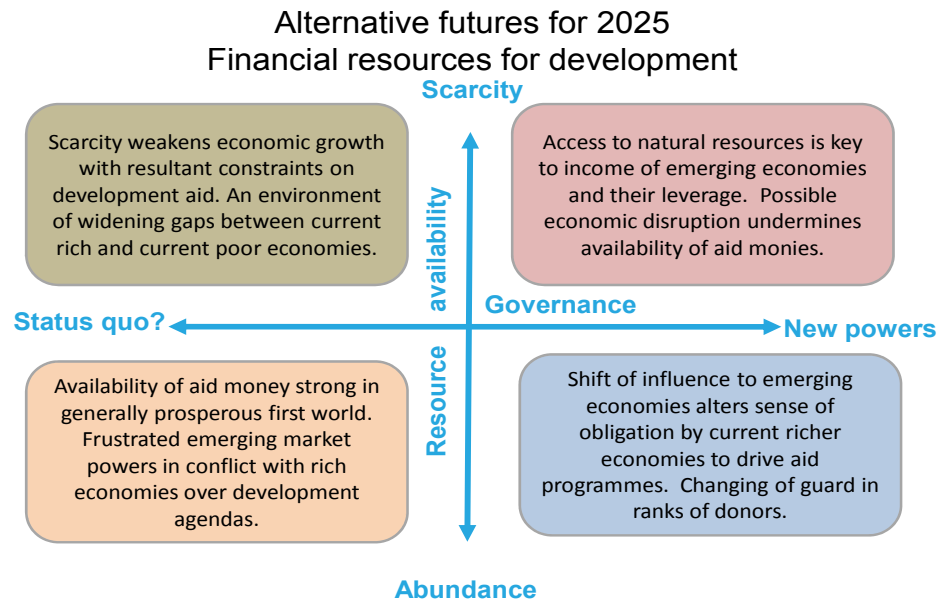 Alternative futures for 2025
Financial resources for development
Scarcity
Scarcity weakens economic growth
with resultant constraints on
development aid. An environment
of widening gaps between current
rich and current poor economies.
Access to natural resources is key
to income of emerging economies
and their leverage.  Possible
economic disruption undermines
availability of aid monies.
availability
Governance
Status quo?
New powers
Resource
Availability of aid money strong in
generally prosperous first world.
Frustrated emerging market
powers in conflict with rich
economies over development
agendas.
Shift of influence to emerging
economies alters sense of
obligation by current richer
economies to drive aid
programmes.  Changing of guard in
ranks of donors.
Abundance